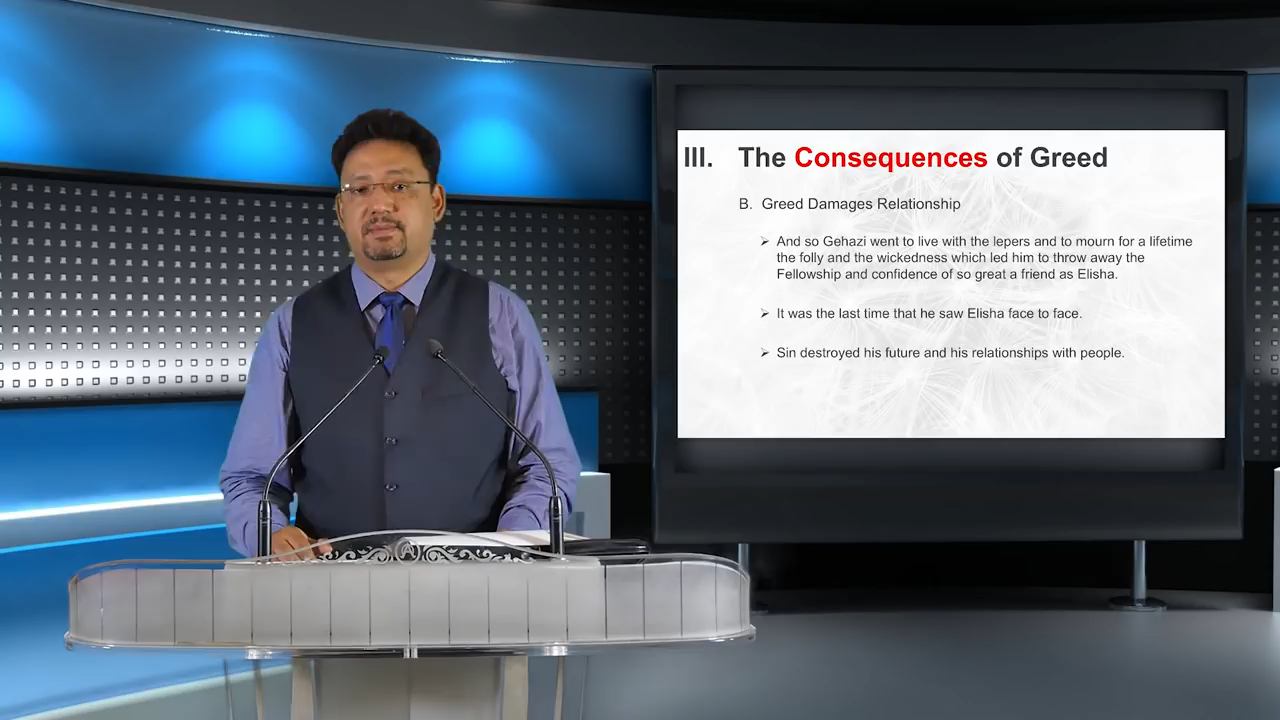 III. The Consequences of Greed
B. Greed Damages Relationship
➢ And so Gehazi went to live with the lepers and to mourn for a lifetime
the folly and the wickedness which led him to throw away the
Fellowship and confidence of so great a friend as Elisha.
➢ It was the last time that he saw Elisha face to face.
➢ Sin destroyed his future and his relationships with people.